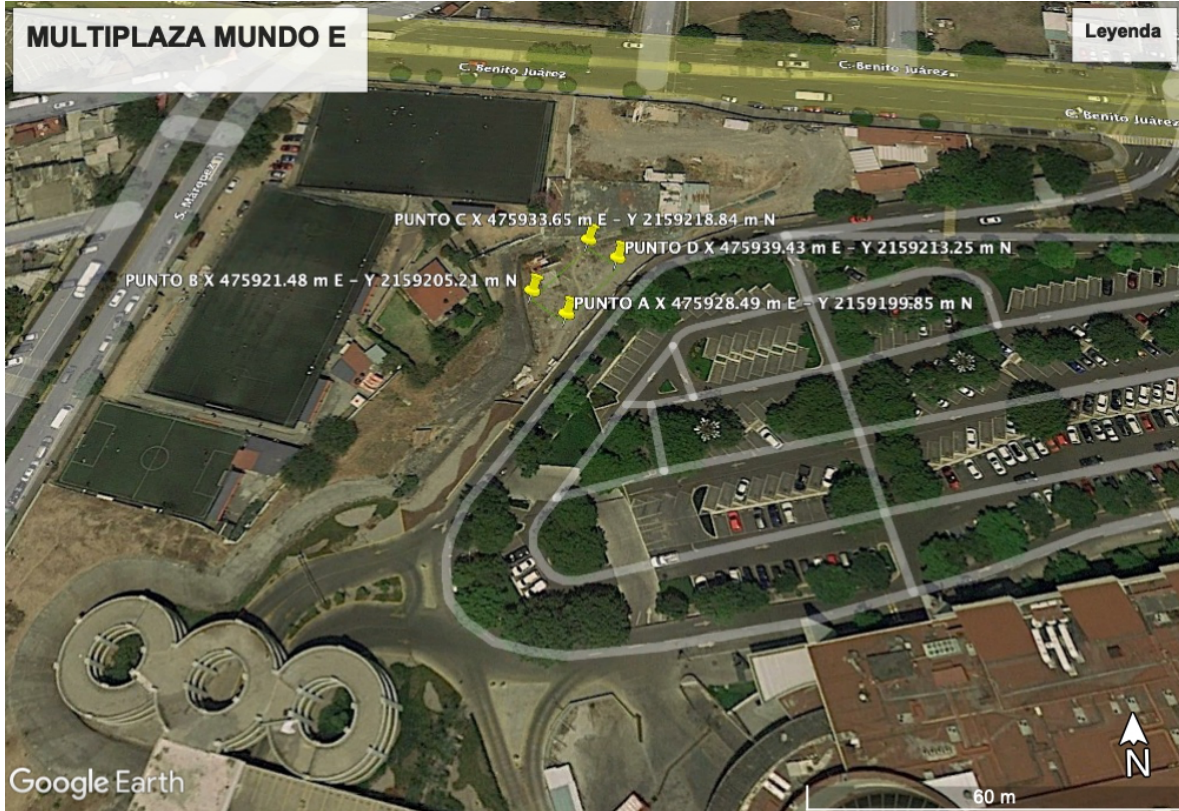 MULTIPLAZA MUNDO E
Leyenda
C. Benito Juárez
C. Benito Juárez
C. Benito Juárez
S. Márquez
PUNTO C X 475933.65 m E – Y 2159218.84 m N
PUNTO D X 475939.43 m E – Y 2159213.25 m N
PUNTO B X 475921.48 m E – Y 2159205.21 m N
PUNTO A X 475928.49 m E – Y 2159199.85 m N
Google Earth
N
60 m